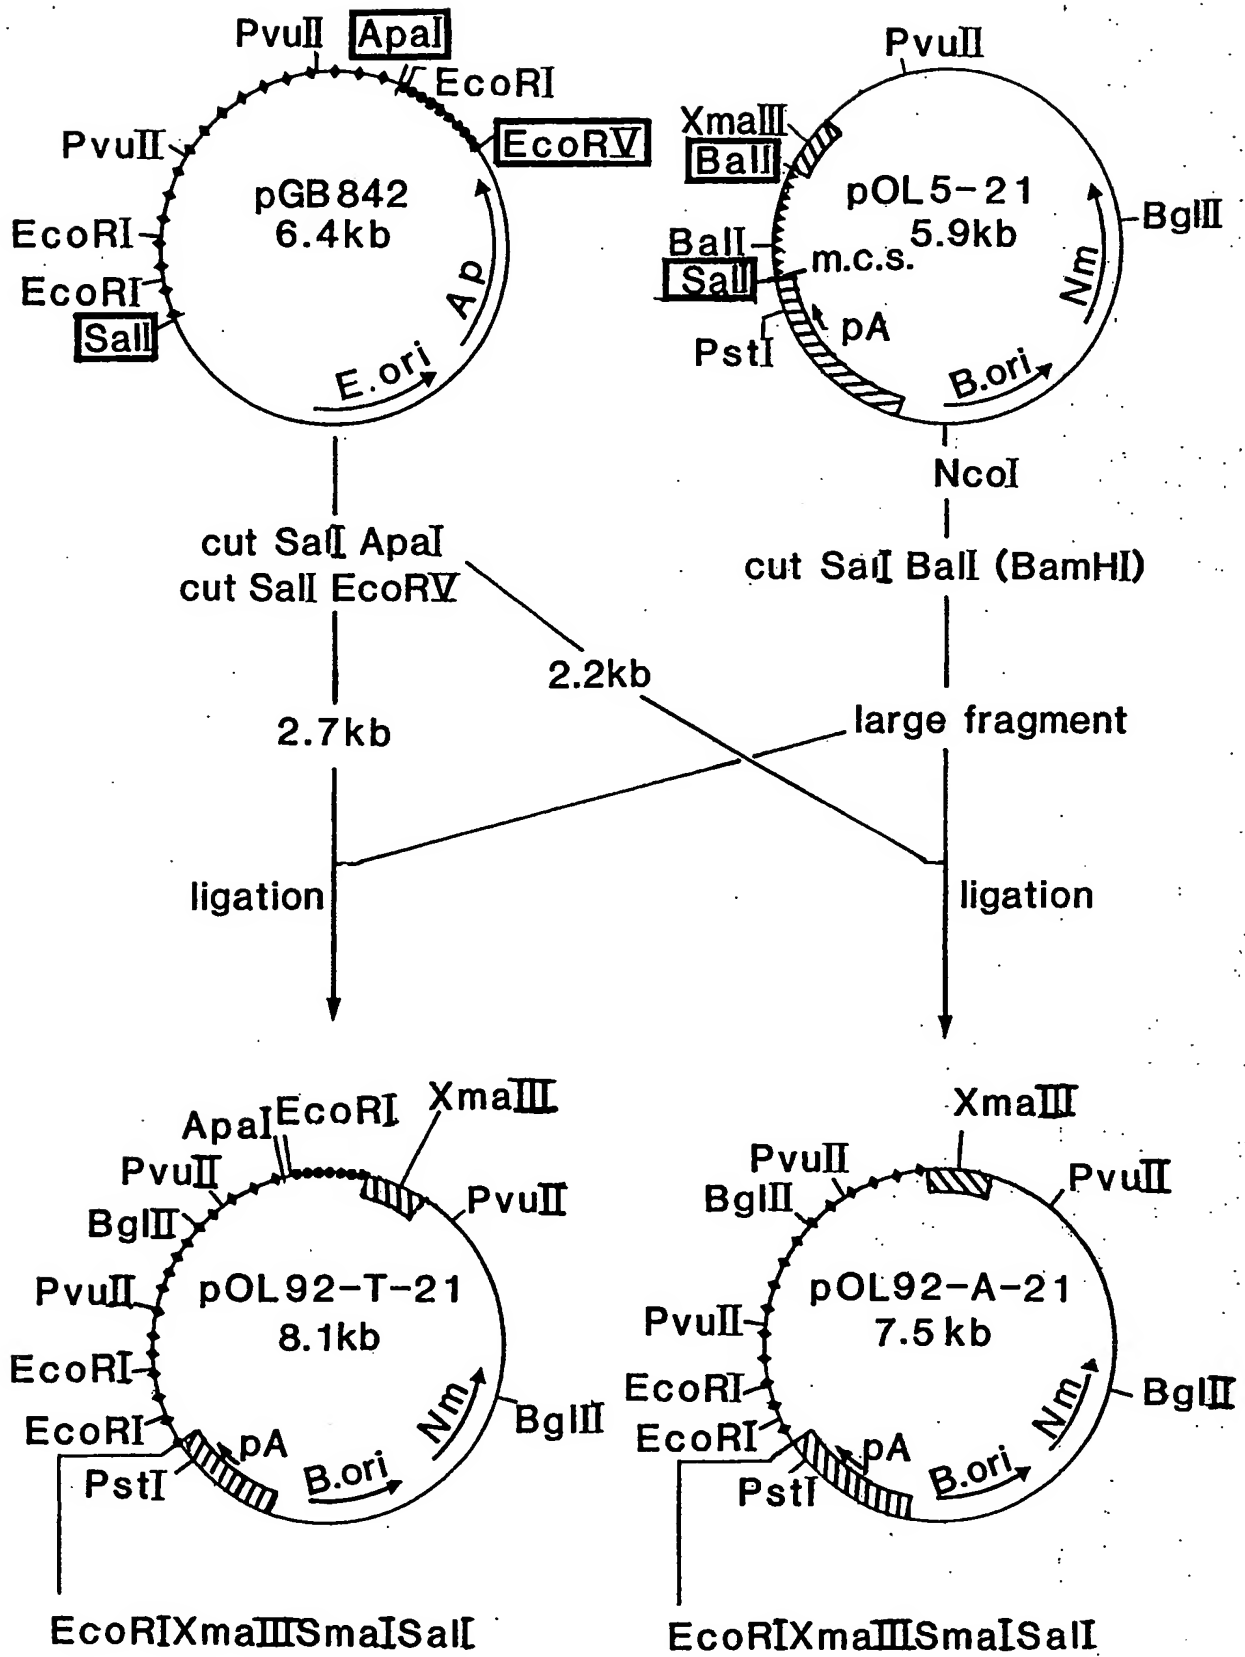 PvuII ApaI
EcoRI
EcoRV
PvuII
EcoRI
EcoRI
SalI
pGB842
6.4kb
Ap
E.ori
PvuII
XmaIII
BalI
BalI
SalI
m.c.s.
PstI
pA
pOL5-21
5.9kb
BglII
Nm
B.ori
NcoI
cut SalI ApaI
cut SalI EcoRV
cut SalI BalI (BamHI)
2.2kb
2.7kb
large fragment
ligation
ligation
ApaI EcoRI XmaIII
PvuII
BglII
PvuII
EcoRI
EcoRI
PstI
pOL92-T-21
8.1kb
PvuII
BglII
Nm
pA
B.ori
EcoRIXmaIIISmaISalI
XmaIII
PvuII
BglII
PvuII
EcoRI
EcoRI
PstI
pOL92-A-21
7.5kb
PvuII
BglII
Nm
pA
B.ori
EcoRIXmaIIISmaISalI